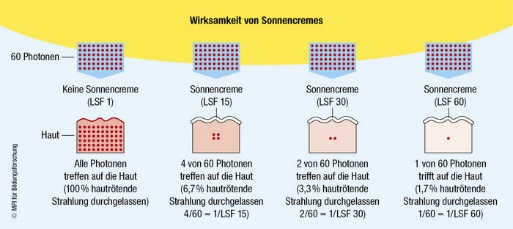 Wirksamkeit von Sonnencremes
60 Photonen
Keine Sonnencreme
(LSF 1)
Sonnencreme
(LSF 15)
Sonnencreme
(LSF 30)
Sonnencreme
(LSF 60)
Haut
Alle Photonen
treffen auf die Haut
(100 % hautrötende
Strahlung durchgelassen)
4 von 60 Photonen
treffen auf die Haut
(6,7 % hautrötende
Strahlung durchgelassen
4/60 = 1/LSF 15)
2 von 60 Photonen
treffen auf die Haut
(3,3 % hautrötende
Strahlung durchgelassen
2/60 = 1/LSF 30)
1 von 60 Photonen
trifft auf die Haut
(1,7 % hautrötende
Strahlung durchgelassen
1/60 = 1/LSF 60)
© MPI für Bildungsforschung